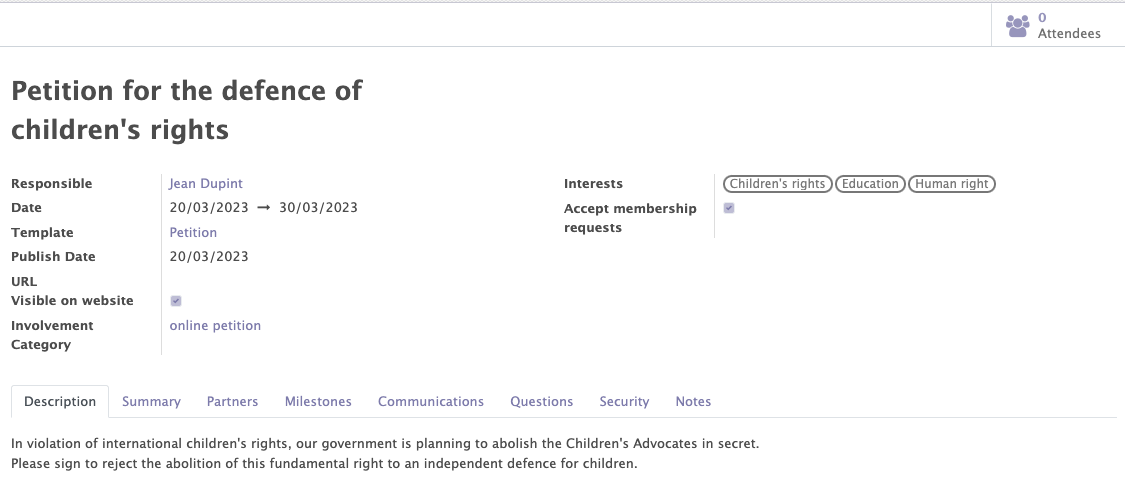 0
Attendees
Petition for the defence of
children's rights
Responsible Jean Dupint
Date 20/03/2023 → 30/03/2023
Template Petition
Publish Date 20/03/2023
URL
Visible on website
Involvement online petition
Category
Interests Children's rights Education Human right
Accept membership
requests
Description Summary Partners Milestones Communications Questions Security Notes
In violation of international children's rights, our government is planning to abolish the Children's Advocates in secret.
Please sign to reject the abolition of this fundamental right to an independent defence for children.